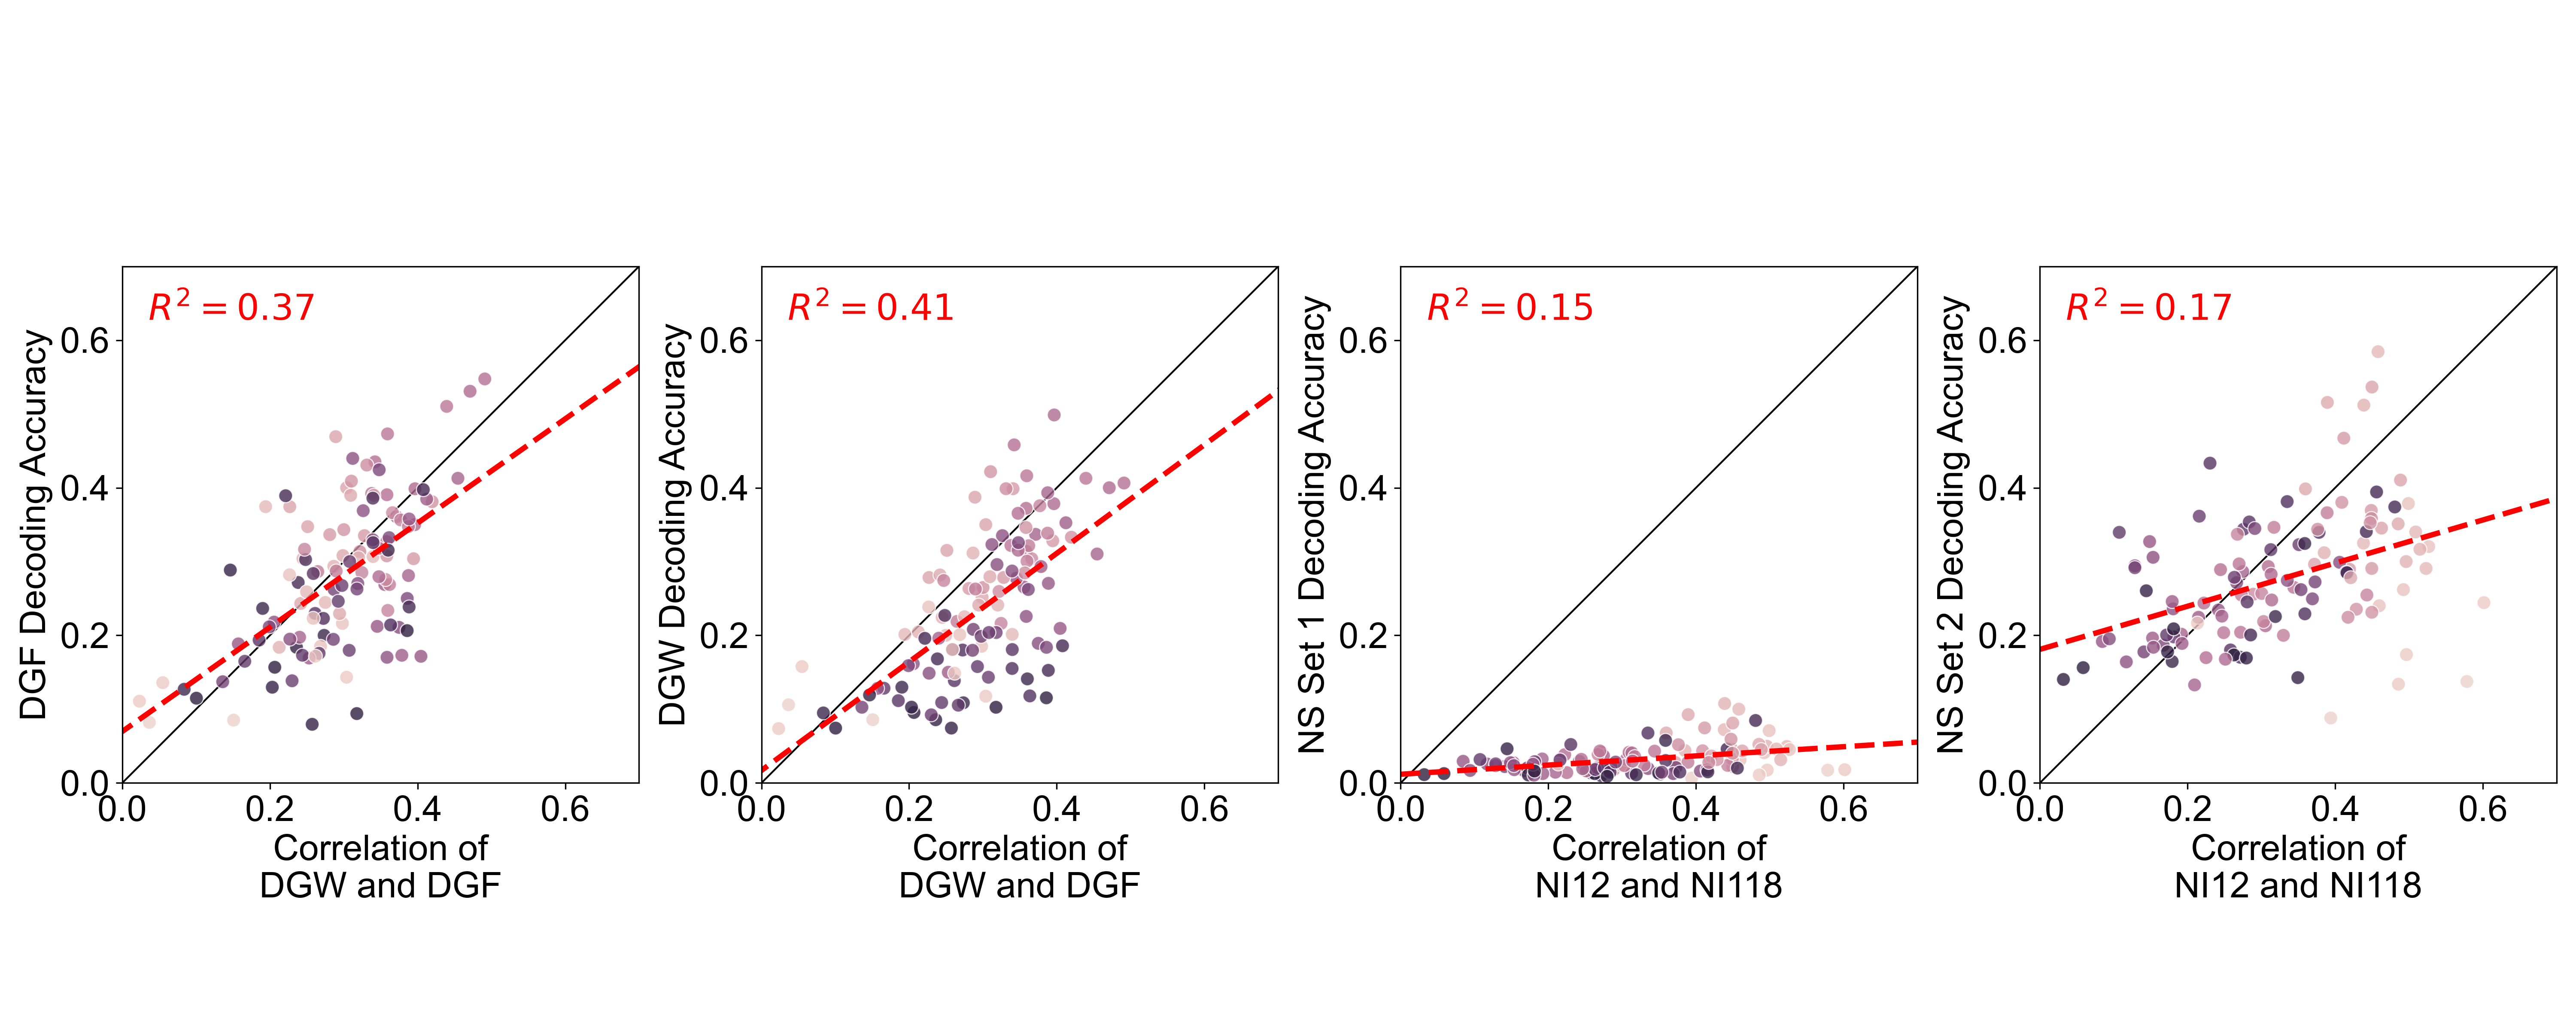 R² = 0.37
DGF Decoding Accuracy
0.6
0.4
0.2
0.0
0.0 0.2 0.4 0.6
Correlation of
DGW and DGF
R² = 0.41
DGW Decoding Accuracy
0.6
0.4
0.2
0.0
0.0 0.2 0.4 0.6
Correlation of
DGW and DGF
R² = 0.15
NS Set 1 Decoding Accuracy
0.6
0.4
0.2
0.0
0.0 0.2 0.4 0.6
Correlation of
NI12 and NI118
R² = 0.17
NS Set 2 Decoding Accuracy
0.6
0.4
0.2
0.0
0.0 0.2 0.4 0.6
Correlation of
NI12 and NI118